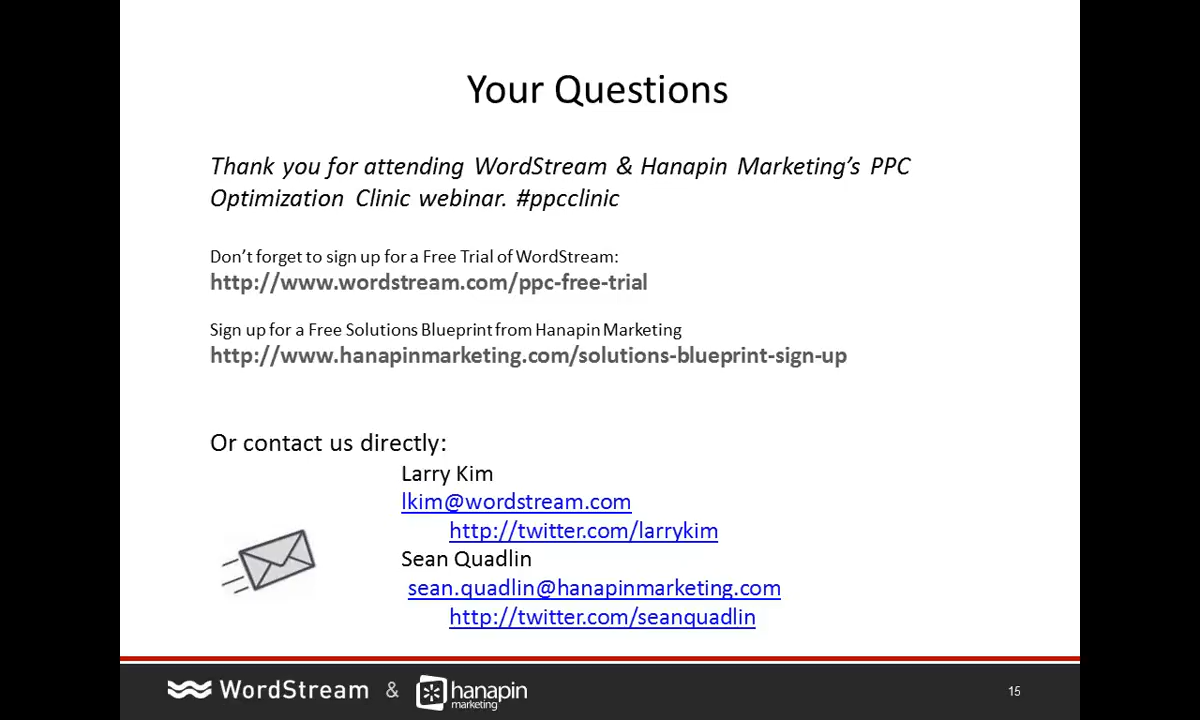 Your Questions
Thank you for attending WordStream & Hanapin Marketing’s PPC
Optimization Clinic webinar. #ppcclinic
Don’t forget to sign up for a Free Trial of WordStream:
http://www.wordstream.com/ppc-free-trial
Sign up for a Free Solutions Blueprint from Hanapin Marketing
http://www.hanapinmarketing.com/solutions-blueprint-sign-up
Or contact us directly:
Larry Kim
lkim@wordstream.com
http://twitter.com/larrykim
Sean Quadlin
sean.quadlin@hanapinmarketing.com
http://twitter.com/seanquadlin
WordStream & hanapin marketing 15